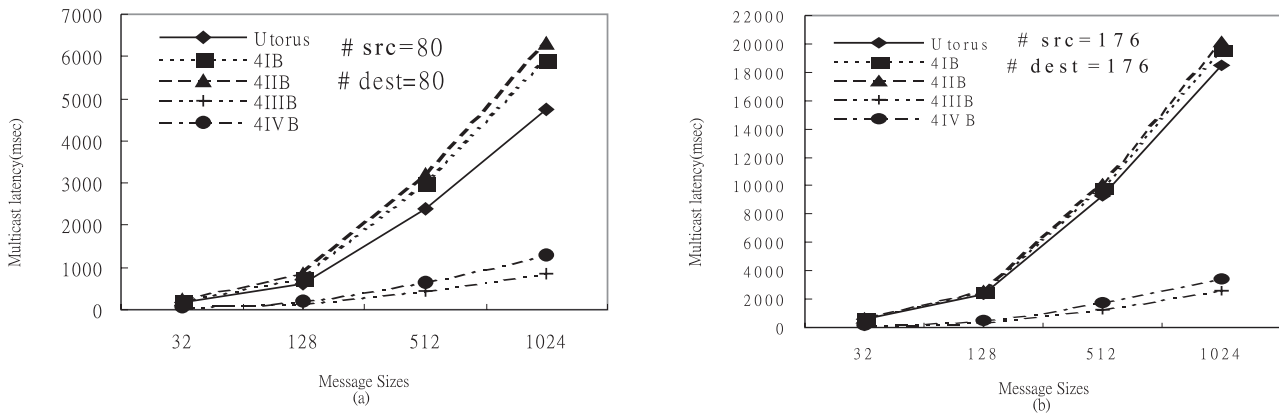 7000
6000
5000
4000
3000
2000
1000
0
Multicast latency(msec)
Utorus
4IB
4IIB
4IIIB
4IVB
# src=80
# dest=80
32 128 512 1024
Message Sizes
(a)
22000
20000
18000
16000
14000
12000
10000
8000
6000
4000
2000
0
Multicast latency(msec)
Utorus
4IB
4IIB
4IIIB
4IVB
# src=176
# dest=176
32 128 512 1024
Message Sizes
(b)